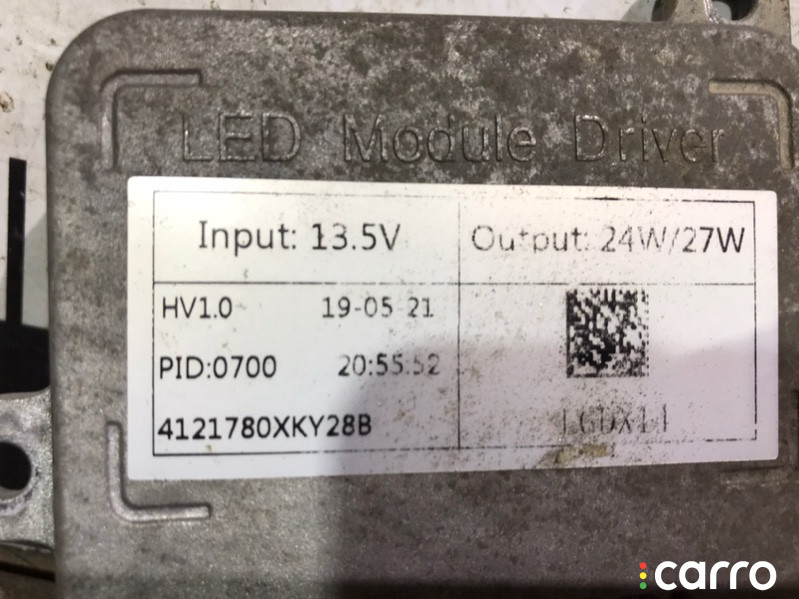 LED Module Driver
Input: 13.5V
Output: 24W/27W
HV1.0 19-05-21
PID:0700 20:55:52
4121780XKY28B
carro